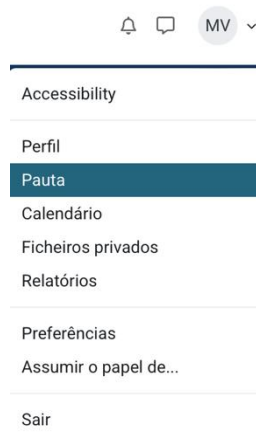 MV
Accessibility
Perfil
Pauta
Calendário
Ficheiros privados
Relatórios
Preferências
Assumir o papel de...
Sair